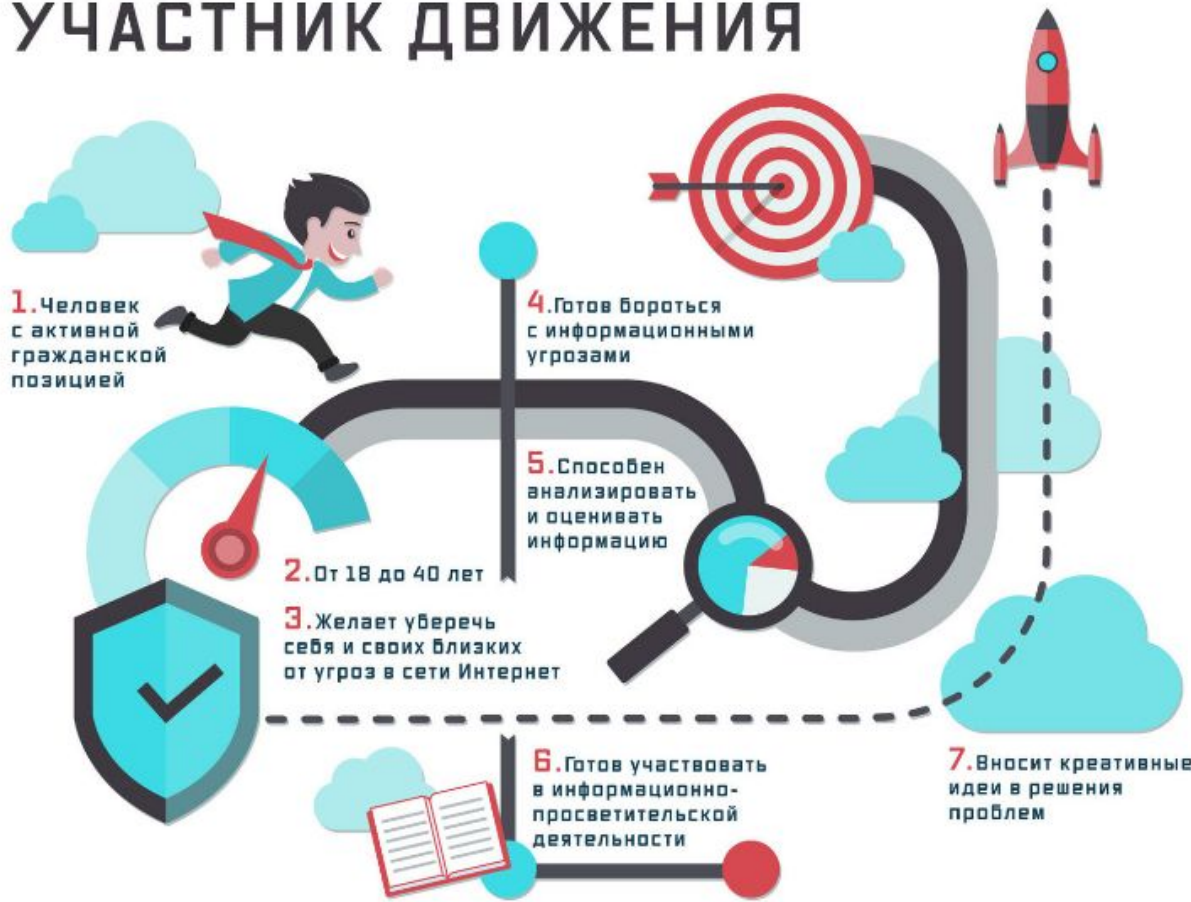 УЧАСТНИК ДВИЖЕНИЯ
1.Человек
с активной
гражданской
позицией
2.От 18 до 40 лет
3.Желает уберечь
себя и своих близких
от угроз в сети Интернет
4.Готов бороться
с информационными
угрозами
5.Способен
анализировать
и оценивать
информацию
6.Готов участвовать
в информационно-
просветительской
деятельности
7.Вносит креативные
идеи в решения
проблем